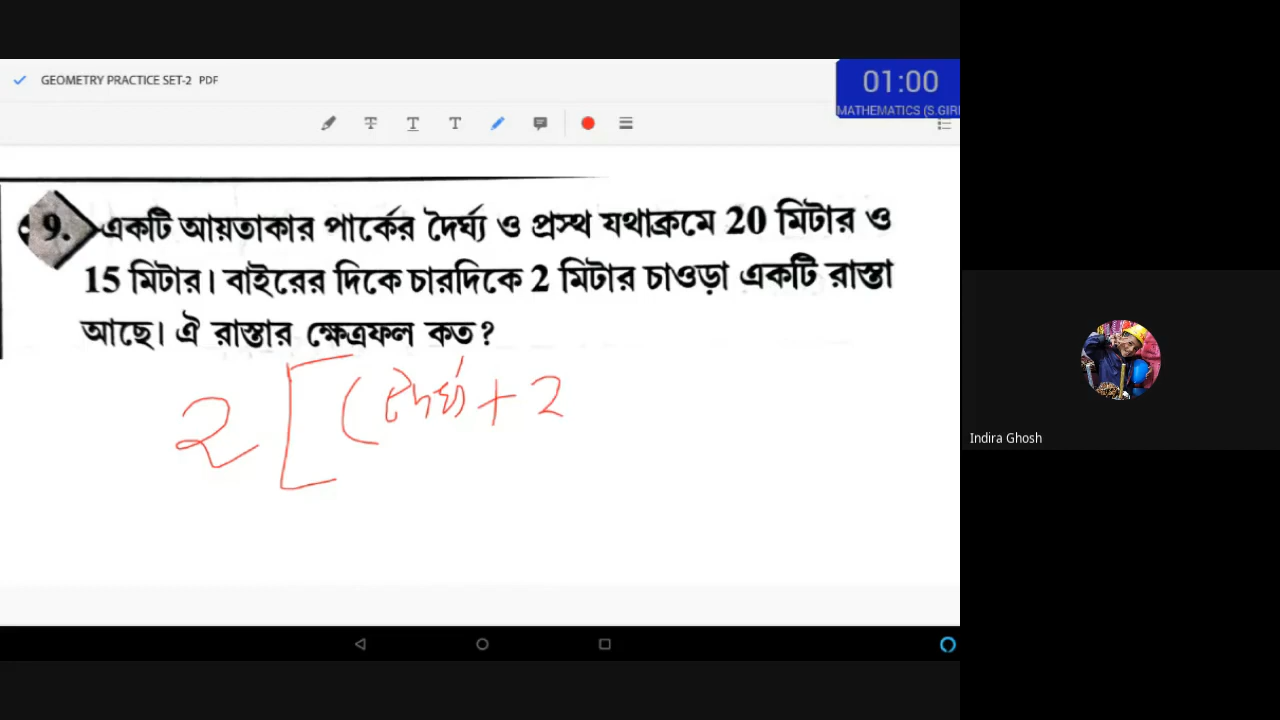 GEOMETRY PRACTICE SET-2 PDF
01:00
MATHEMATICS (S.GIRI
9. একটি আয়তাকার পার্কের দৈর্ঘ্য ও প্রস্থ যথাক্রমে 20 মিটার ও
15 মিটার। বাইরের দিকে চারদিকে 2 মিটার চাওড়া একটি রাস্তা
আছে। ঐ রাস্তার ক্ষেত্রফল কত?
2 [ ( দৈর্ঘ্য + 2
Indira Ghosh